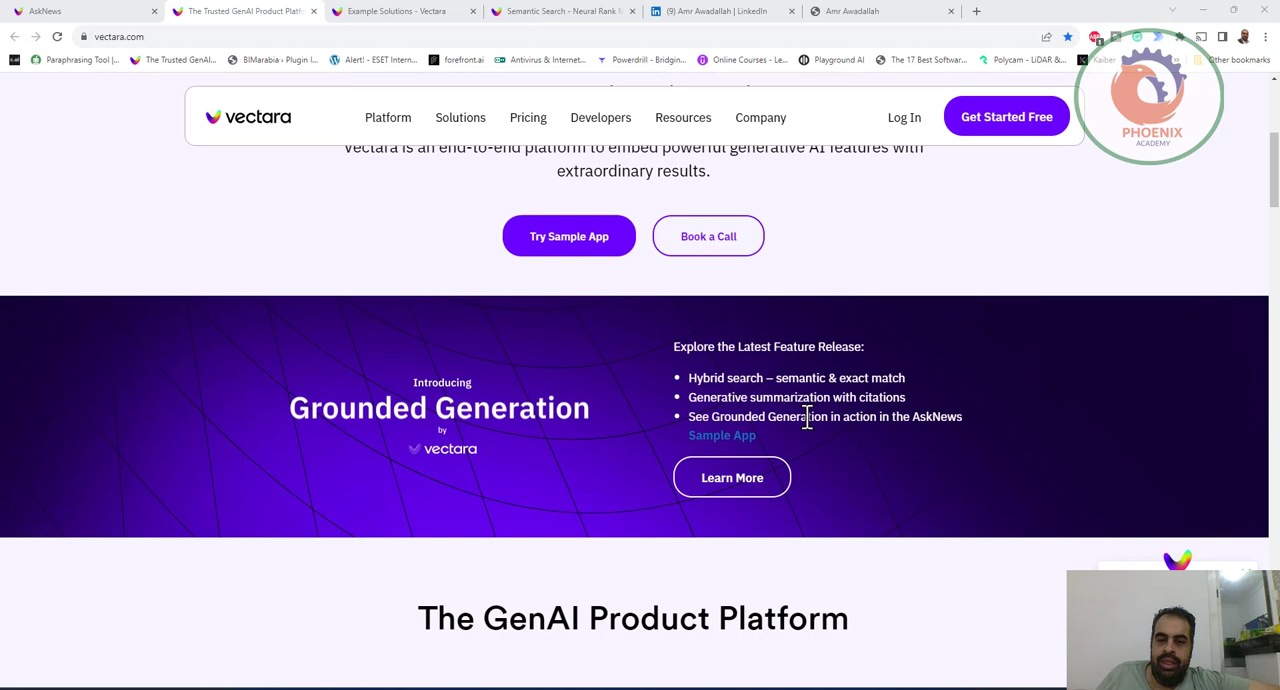 AskNews
The Trusted GenAI Product Platfo
Example Solutions - Vectara
Semantic Search - Neural Rank M
(9) Amr Awadallah | LinkedIn
Amr Awadallah
vectara.com
Paraphrasing Tool |...
The Trusted GenAI...
BIMarabia › Plugin I...
Alert! - ESET Intern...
forefront.ai
Antivirus & Internet...
Powerdrill - Bridgin...
Online Courses - Le...
Playground AI
The 17 Best Softwar...
Polycam - LiDAR &...
Kaiber
Other bookmarks
vectara
Platform
Solutions
Pricing
Developers
Resources
Company
Log In
Get Started Free
PHOENIX
ACADEMY
Vectara is an end-to-end platform to embed powerful generative AI features with
extraordinary results.
Try Sample App
Book a Call
Introducing
Grounded Generation
by
vectara
Explore the Latest Feature Release:
• Hybrid search – semantic & exact match
• Generative summarization with citations
• See Grounded Generation in action in the AskNews
Sample App
Learn More
The GenAI Product Platform